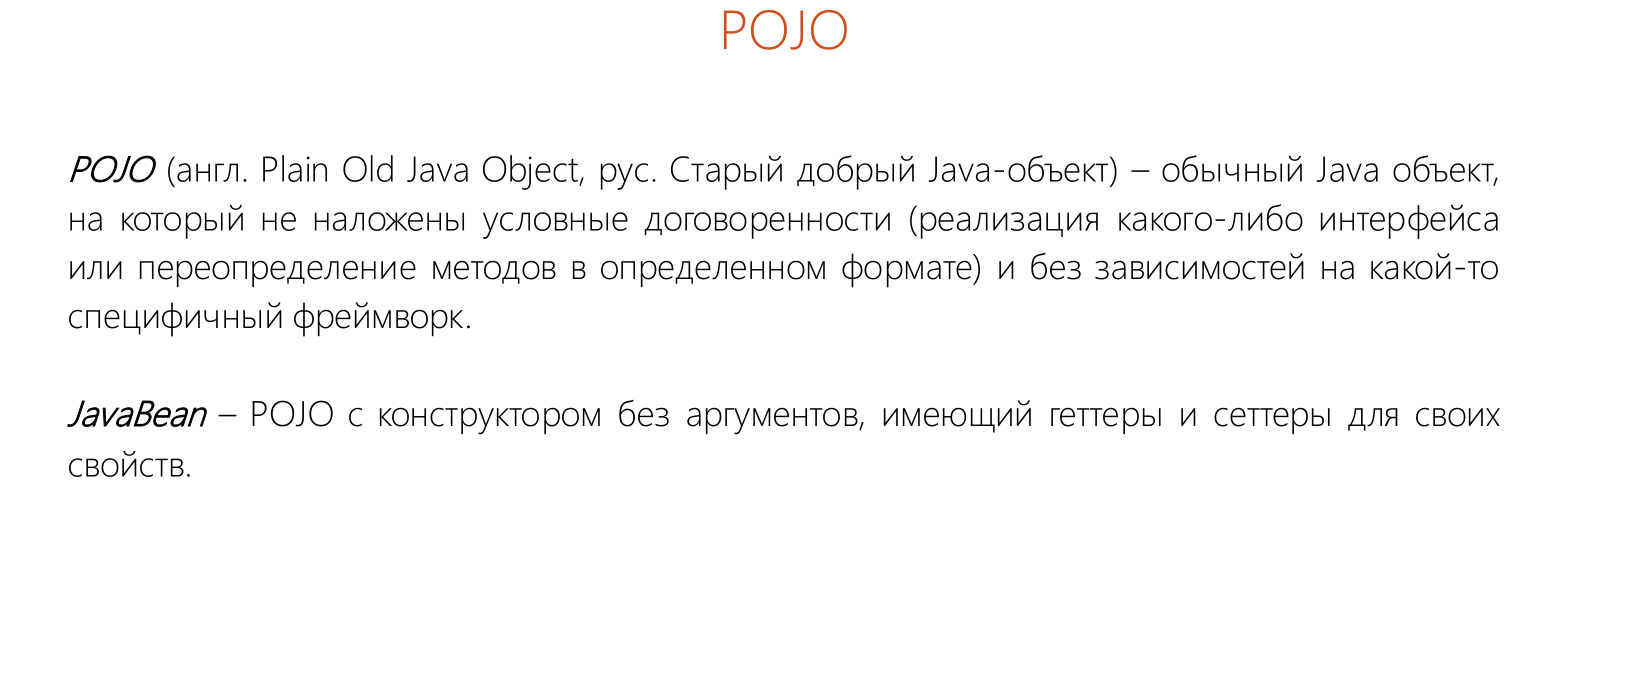 POJO
POJO (англ. Plain Old Java Object, рус. Старый добрый Java-объект) – обычный Java объект,
на который не наложены условные договоренности (реализация какого-либо интерфейса
или переопределение методов в определенном формате) и без зависимостей на какой-то
специфичный фреймворк.
JavaBean – POJO с конструктором без аргументов, имеющий геттеры и сеттеры для своих
свойств.